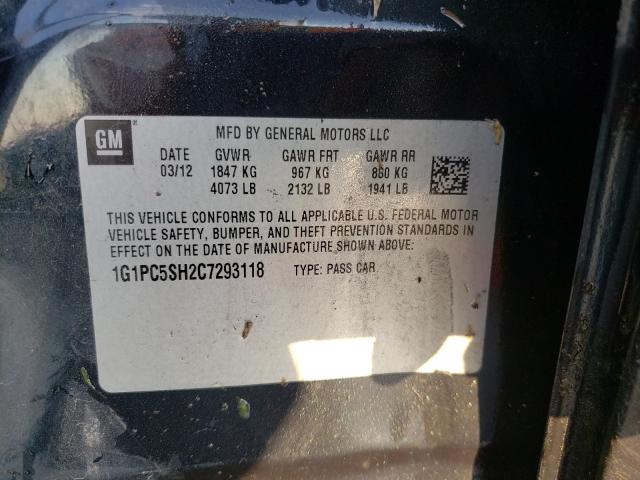 GM
MFD BY GENERAL MOTORS LLC
DATE GVWR GAWR FRT GAWR RR
03/12 1847 KG 967 KG 880 KG
4073 LB 2132 LB 1941 LB
THIS VEHICLE CONFORMS TO ALL APPLICABLE U.S. FEDERAL MOTOR
VEHICLE SAFETY, BUMPER, AND THEFT PREVENTION STANDARDS IN
EFFECT ON THE DATE OF MANUFACTURE SHOWN ABOVE:
1G1PC5SH2C7293118 TYPE: PASS CAR